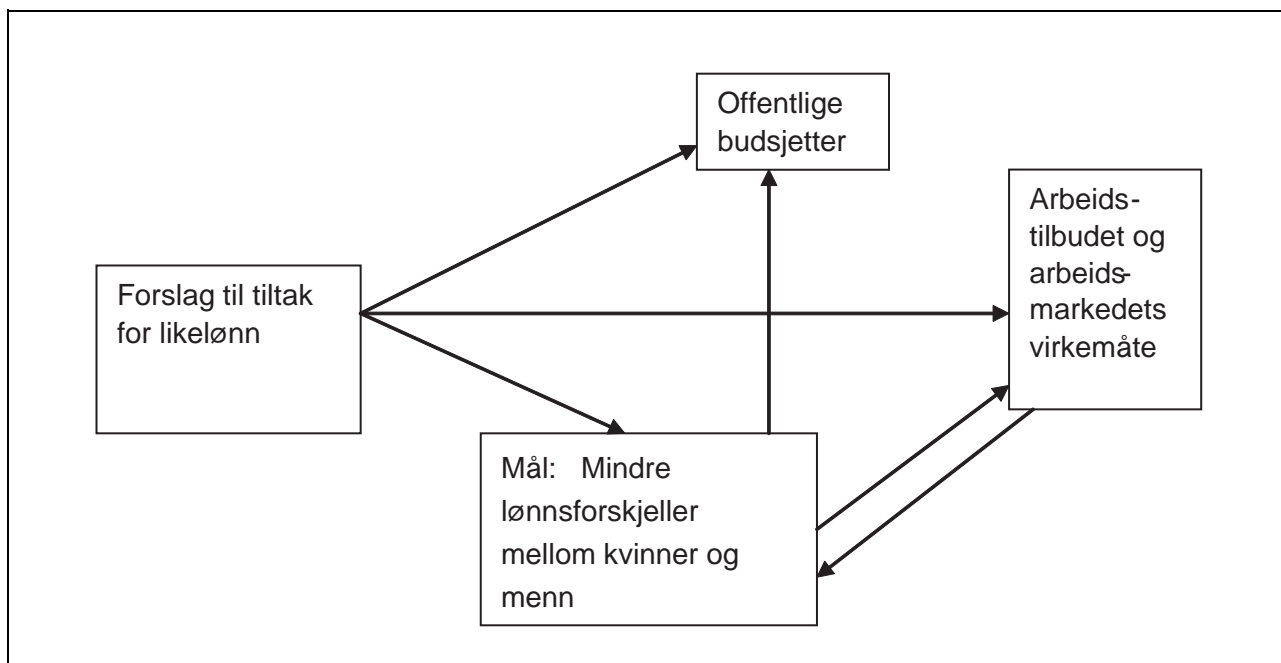 Offentlige
budsjetter
Arbeids-
tilbudet og
arbeids-
markedets
virkemåte
Forslag til tiltak
for likelønn
Mål: Mindre
lønnsforskjeller
mellom kvinner og
menn